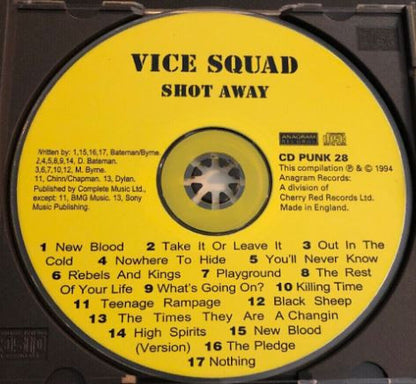 VICE SQUAD
SHOT AWAY
Written by: 1,15,16,17, Bateman/Byrne
2,4,5,8,9,14, D. Bateman.
3,6,7,10,12, M. Byrne.
11, Chinn/Chapman. 13, Dylan.
Published by Complete Music Ltd.,
except: 11, BMG Music. 13, Sony
Music Publishing.
ANAGRAM
RECORDS
CD PUNK 28
This compilation ℗ & © 1994
Anagram Records:
A division of
Cherry Red Records Ltd.
Made in England.
1 New Blood 2 Take It Or Leave It 3 Out In The
Cold 4 Nowhere To Hide 5 You'll Never Know
6 Rebels And Kings 7 Playground 8 The Rest
Of Your Life 9 What's Going On? 10 Killing Time
11 Teenage Rampage 12 Black Sheep
13 The Times They Are A Changin
14 High Spirits 15 New Blood
(Version) 16 The Pledge
17 Nothing